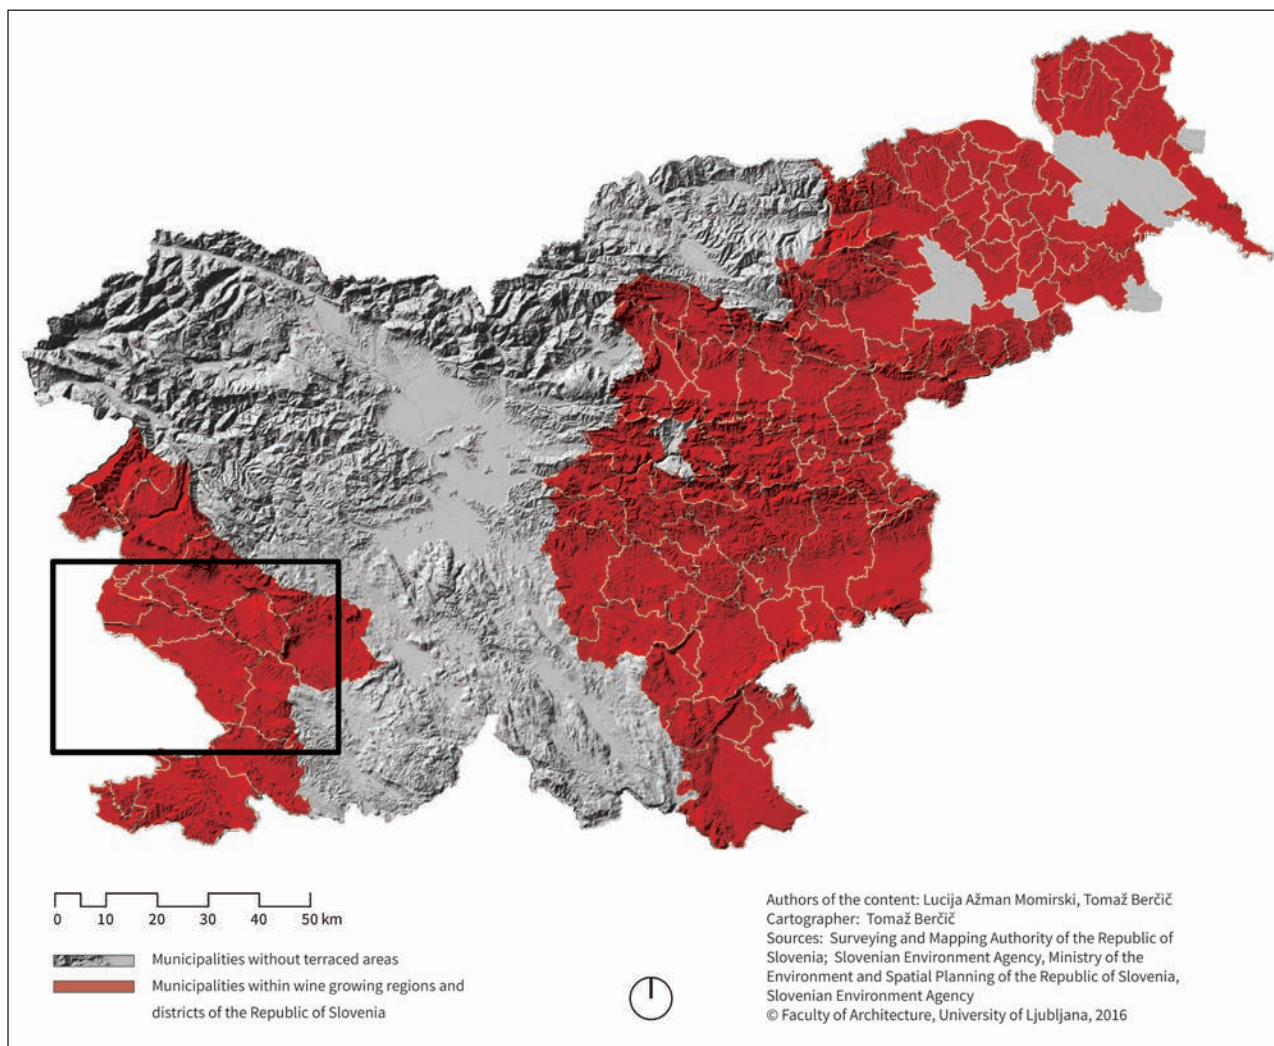 0 10 20 30 40 50 km
Municipalities without terraced areas
Municipalities within wine growing regions and
districts of the Republic of Slovenia
Authors of the content: Lucija Ažman Momirski, Tomaž Berčič
Cartographer: Tomaž Berčič
Sources: Surveying and Mapping Authority of the Republic of
Slovenia; Slovenian Environment Agency, Ministry of the
Environment and Spatial Planning of the Republic of Slovenia,
Slovenian Environment Agency
© Faculty of Architecture, University of Ljubljana, 2016